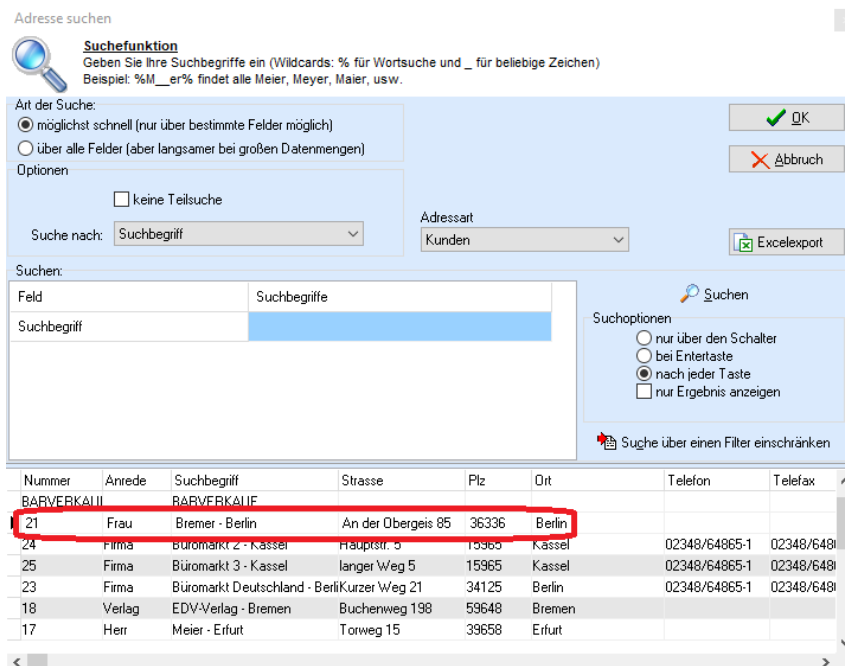 Adresse suchen
Suchefunktion
Geben Sie Ihre Suchbegriffe ein (Wildcards: % für Wortsuche und _ für beliebige Zeichen)
Beispiel: %M__er% findet alle Meier, Meyer, Maier, usw.
Art der Suche:
möglichst schnell (nur über bestimmte Felder möglich)
über alle Felder (aber langsamer bei großen Datenmengen)
OK
Abbruch
Optionen
keine Teilsuche
Suche nach: Suchbegriff
Adressart
Kunden
Excelexport
Suchen:
Feld Suchbegriffe
Suchbegriff
Suchen
Suchoptionen
nur über den Schalter
bei Entertaste
nach jeder Taste
nur Ergebnis anzeigen
Suche über einen Filter einschränken
Nummer Anrede Suchbegriff Strasse Plz Ort Telefon Telefax
BARVERKAUF BARVERKAUF
21 Frau Bremer - Berlin An der Obergeis 85 36336 Berlin
24 Firma Büromarkt 2 - Kassel Hauptstr. 5 15965 Kassel 02348/64865-1 02348/648
25 Firma Büromarkt 3 - Kassel langer Weg 5 15965 Kassel 02348/64865-1 02348/648
23 Firma Büromarkt Deutschland - Berli Kurzer Weg 21 34125 Berlin 02348/64865-1 02348/648
18 Verlag EDV-Verlag - Bremen Buchenweg 198 59648 Bremen
17 Herr Meier - Erfurt Torweg 15 39658 Erfurt